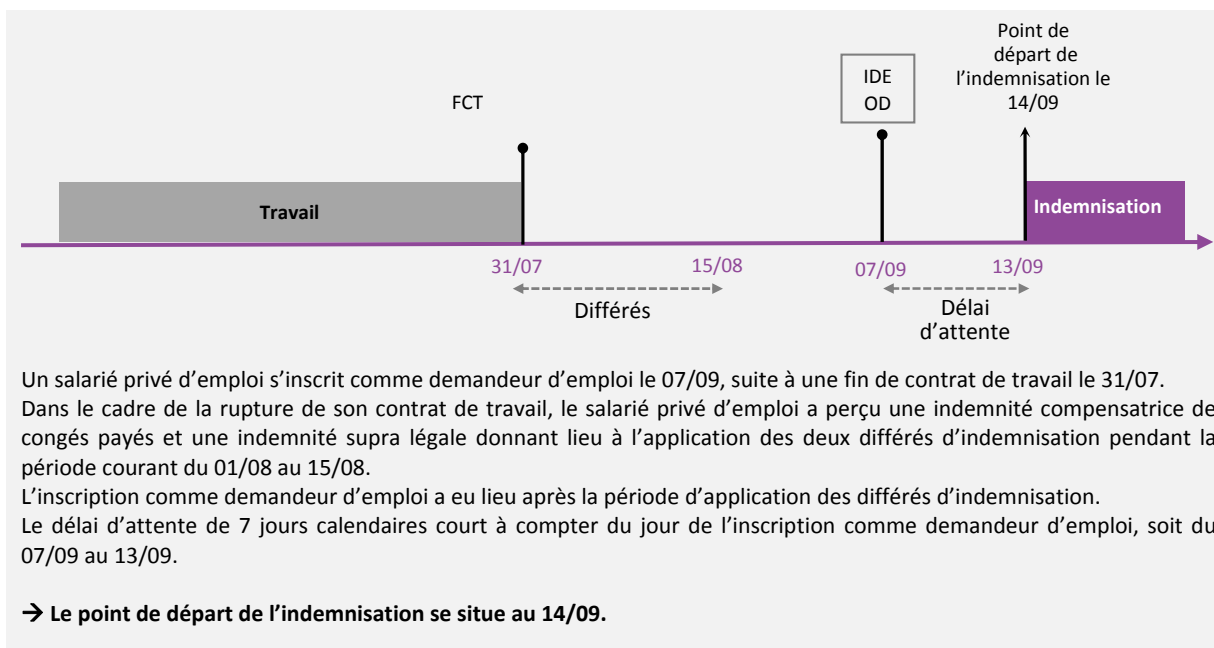 Point de
départ de
l’indemnisation le
14/09
IDE
OD
FCT
Travail
Indemnisation
31/07
15/08
07/09
13/09
Différés
Délai
d’attente
Un salarié privé d’emploi s’inscrit comme demandeur d’emploi le 07/09, suite à une fin de contrat de travail le 31/07.
Dans le cadre de la rupture de son contrat de travail, le salarié privé d’emploi a perçu une indemnité compensatrice de
congés payés et une indemnité supra légale donnant lieu à l’application des deux différés d’indemnisation pendant la
période courant du 01/08 au 15/08.
L’inscription comme demandeur d’emploi a eu lieu après la période d’application des différés d’indemnisation.
Le délai d’attente de 7 jours calendaires court à compter du jour de l’inscription comme demandeur d’emploi, soit du
07/09 au 13/09.
→ Le point de départ de l’indemnisation se situe au 14/09.